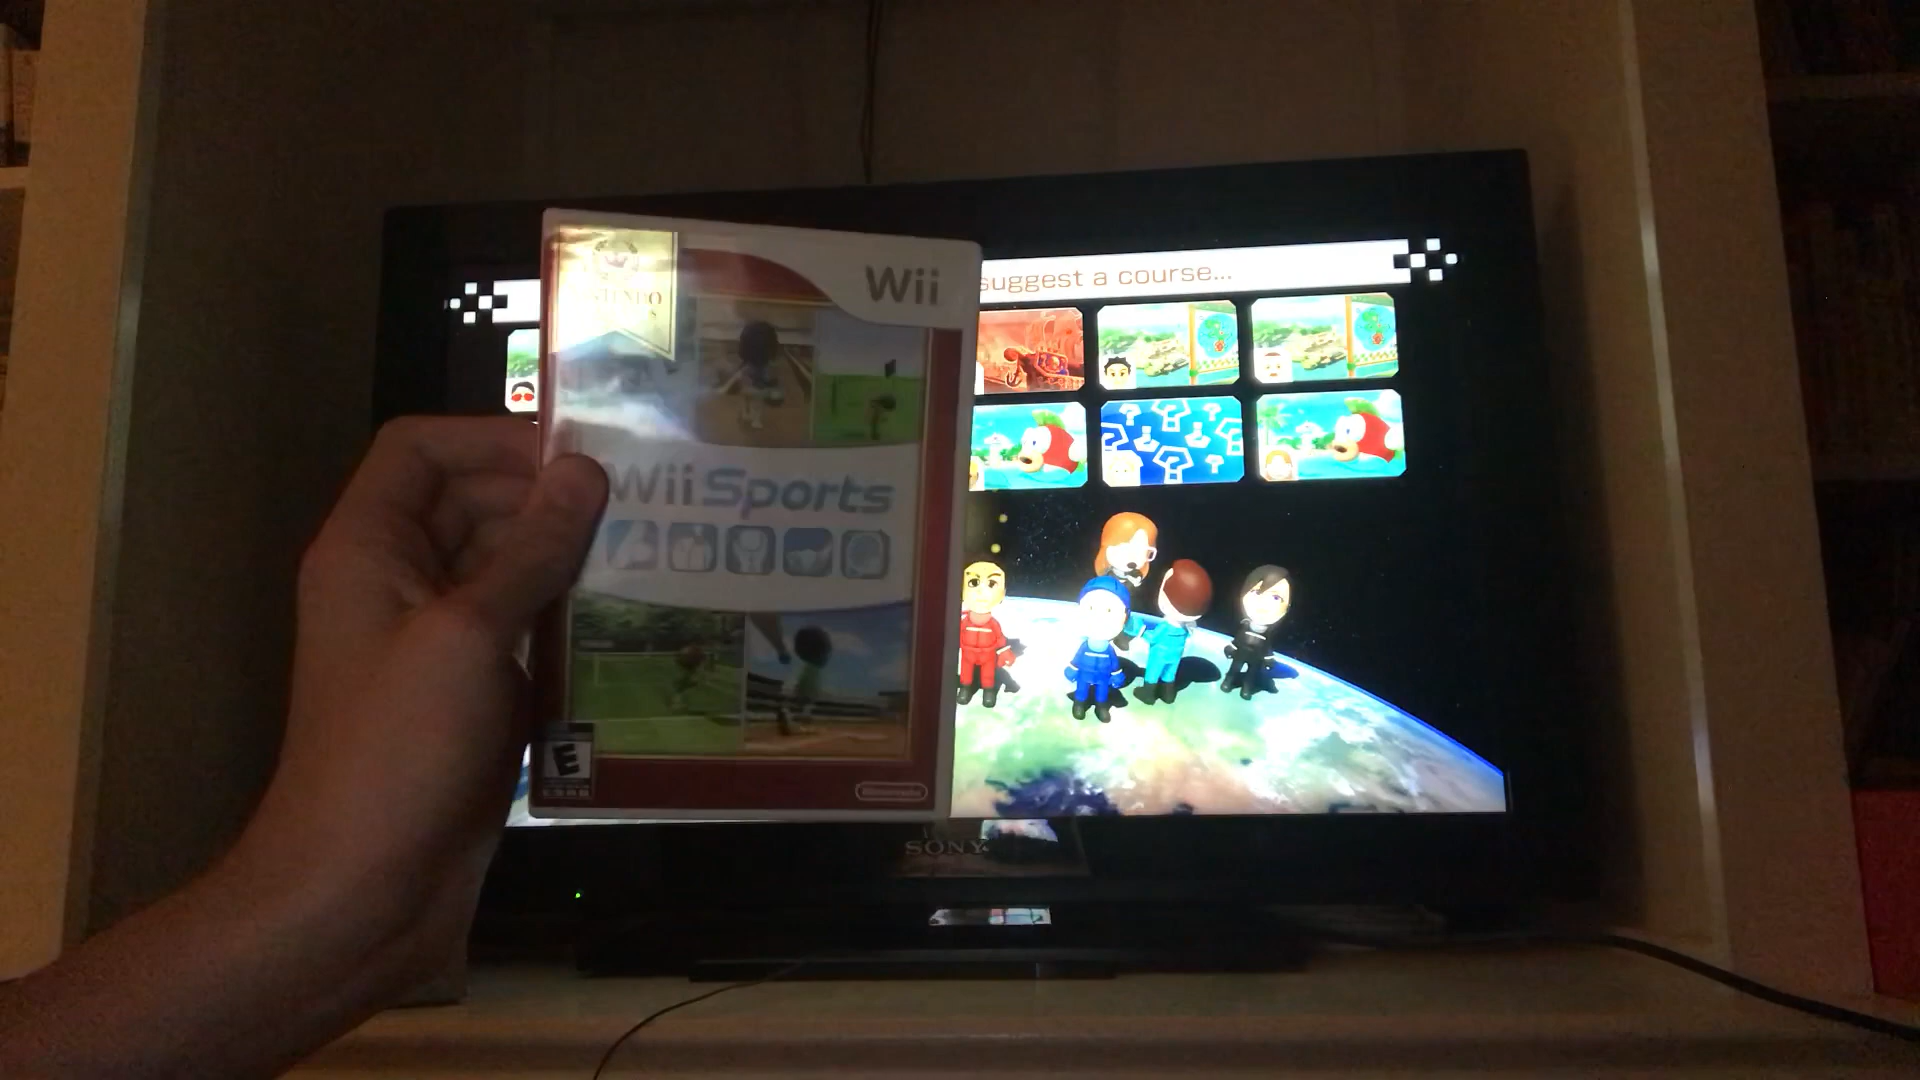 Wii
suggest a course...
Wii Sports
E
Nintendo
SONY